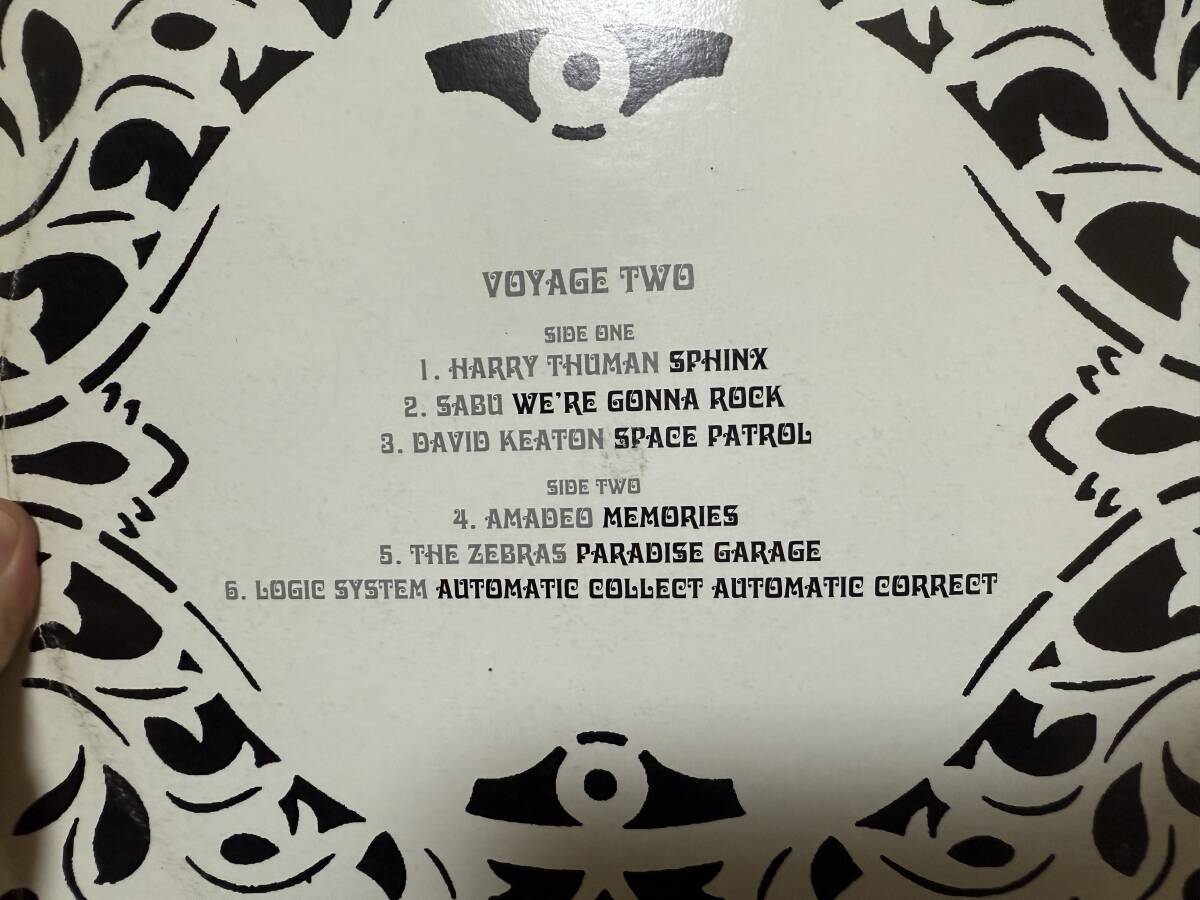 VOYAGE TWO
SIDE ONE
1. HARRY THUMAN SPHINX
2. SABU WE'RE GONNA ROCK
3. DAVID KEATON SPACE PATROL
SIDE TWO
4. AMADEO MEMORIES
5. THE ZEBRAS PARADISE GARAGE
6. LOGIC SYSTEM AUTOMATIC COLLECT AUTOMATIC CORRECT